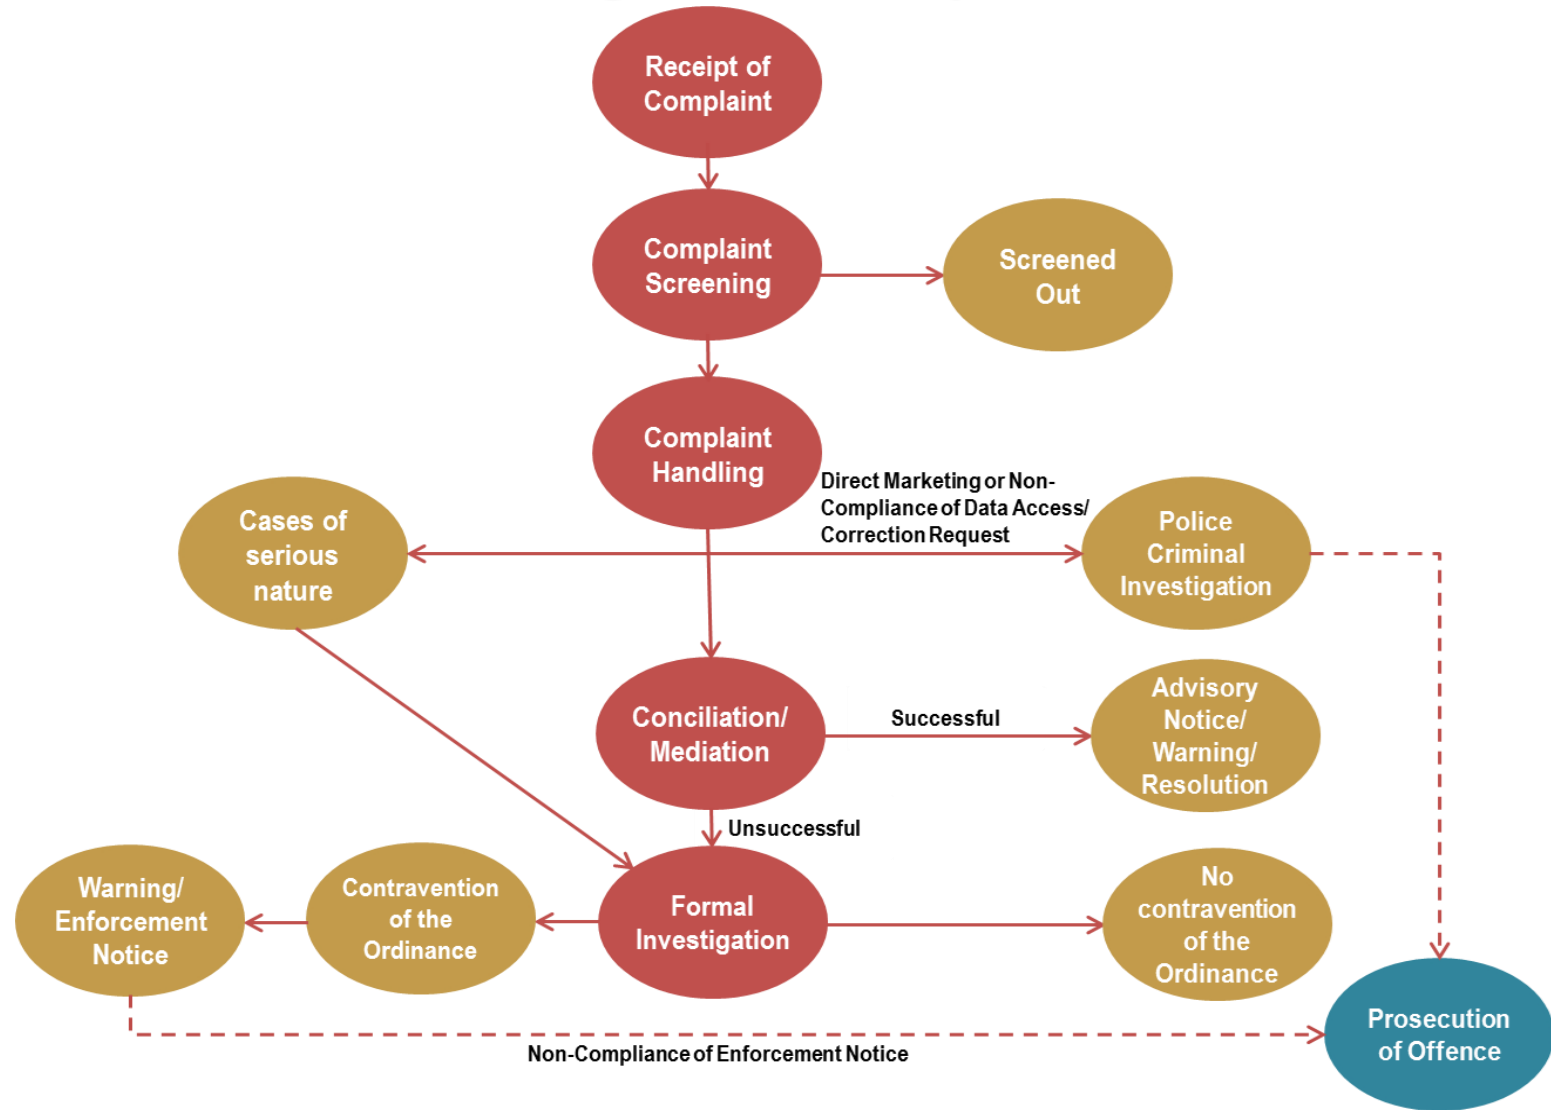 Receipt of
Complaint
Complaint
Screening
Screened
Out
Complaint
Handling
Direct Marketing or Non-
Compliance of Data Access/
Correction Request
Cases of
serious
nature
Police
Criminal
Investigation
Conciliation/
Mediation
Successful
Advisory
Notice/
Warning/
Resolution
Unsuccessful
Warning/
Enforcement
Notice
Contravention
of the
Ordinance
Formal
Investigation
No
contravention
of the
Ordinance
Prosecution
of Offence
Non-Compliance of Enforcement Notice